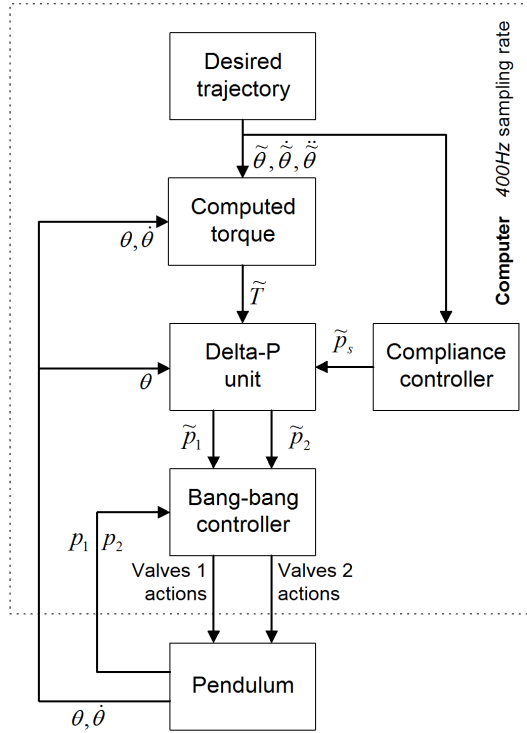 Desired
trajectory
θ̃, θ̇̃, θ̈̃
Computed
torque
θ, θ̇
T̃
Computer 400Hz sampling rate
Delta-P
unit
θ
p̃ₛ
Compliance
controller
p̃₁
p̃₂
Bang-bang
controller
p₁
p₂
Valves 1
actions
Valves 2
actions
Pendulum
θ, θ̇